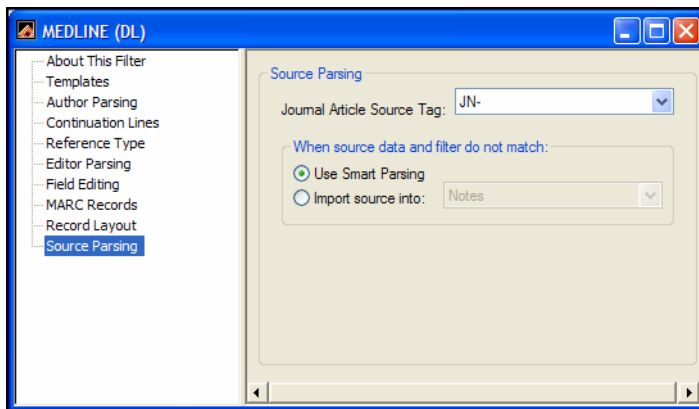 MEDLINE (DL)
About This Filter
Templates
Author Parsing
Continuation Lines
Reference Type
Editor Parsing
Field Editing
MARC Records
Record Layout
Source Parsing
Source Parsing
Journal Article Source Tag: JN-
When source data and filter do not match:
Use Smart Parsing
Import source into: Notes